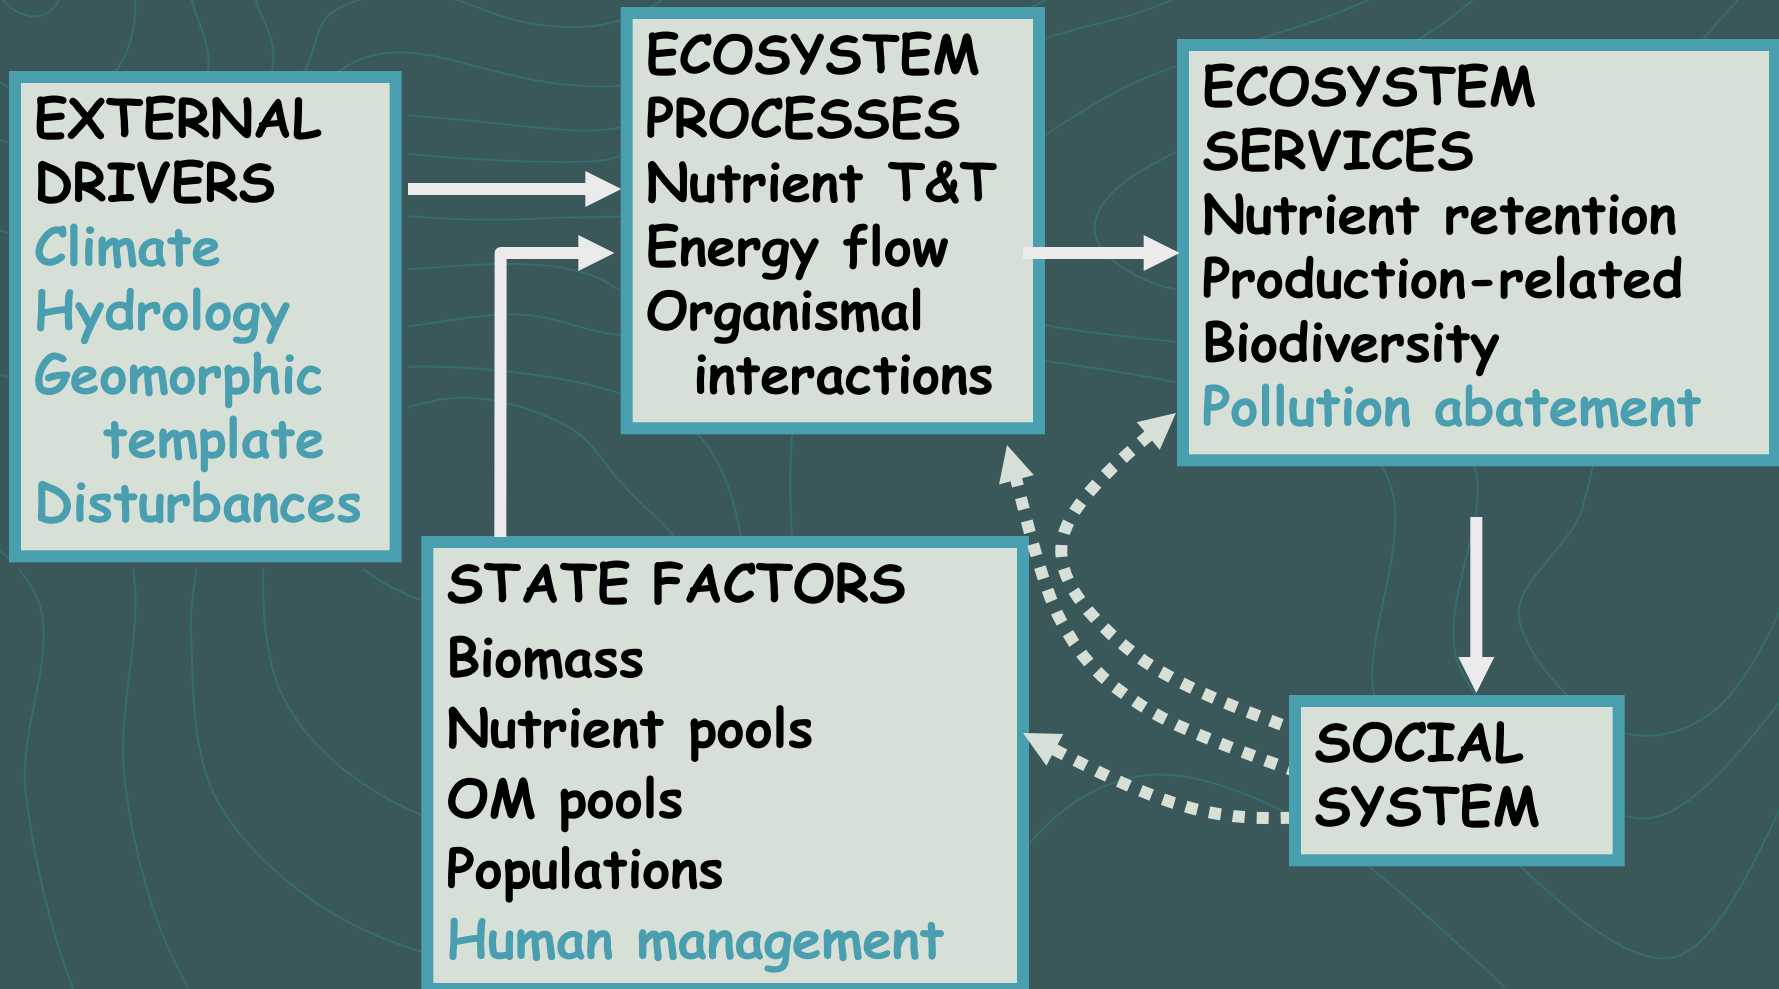 EXTERNAL
DRIVERS
Climate
Hydrology
Geomorphic
template
Disturbances
ECOSYSTEM
PROCESSES
Nutrient T&T
Energy flow
Organismal
interactions
ECOSYSTEM
SERVICES
Nutrient retention
Production-related
Biodiversity
Pollution abatement
STATE FACTORS
Biomass
Nutrient pools
OM pools
Populations
Human management
SOCIAL
SYSTEM